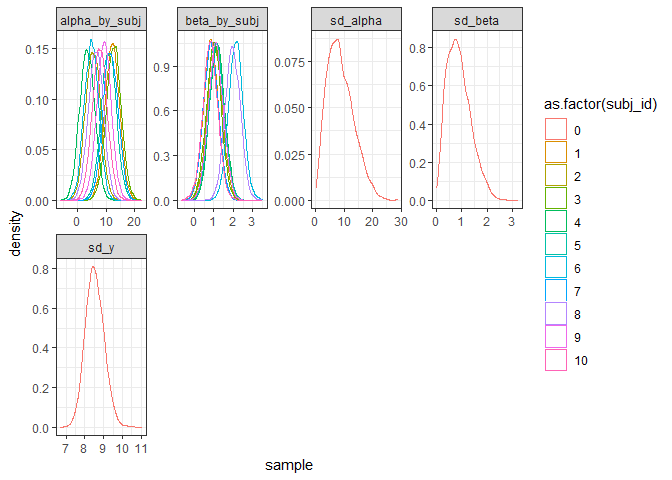 alpha_by_subj beta_by_subj sd_alpha sd_beta
0.15 0.10 0.05 0.00
0.9 0.6 0.3 0.0
0.075 0.050 0.025 0.000
0.8 0.6 0.4 0.2 0.0
0 10 20
0 1 2 3
0 10 20 30
0 1 2 3
sd_y
0.8 0.6 0.4 0.2 0.0
7 8 9 10 11
density
sample
as.factor(subj_id)
0
1
2
3
4
5
6
7
8
9
10